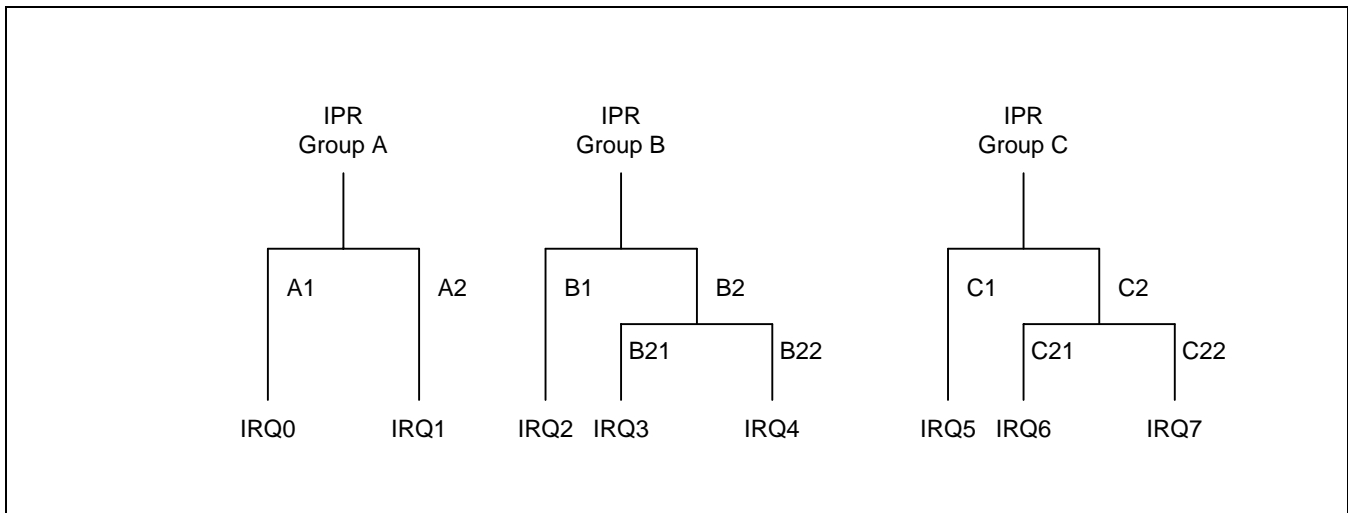 IPR
Group A
IPR
Group B
IPR
Group C
A1
A2
B1
B2
C1
C2
B21
B22
C21
C22
IRQ0
IRQ1
IRQ2
IRQ3
IRQ4
IRQ5
IRQ6
IRQ7